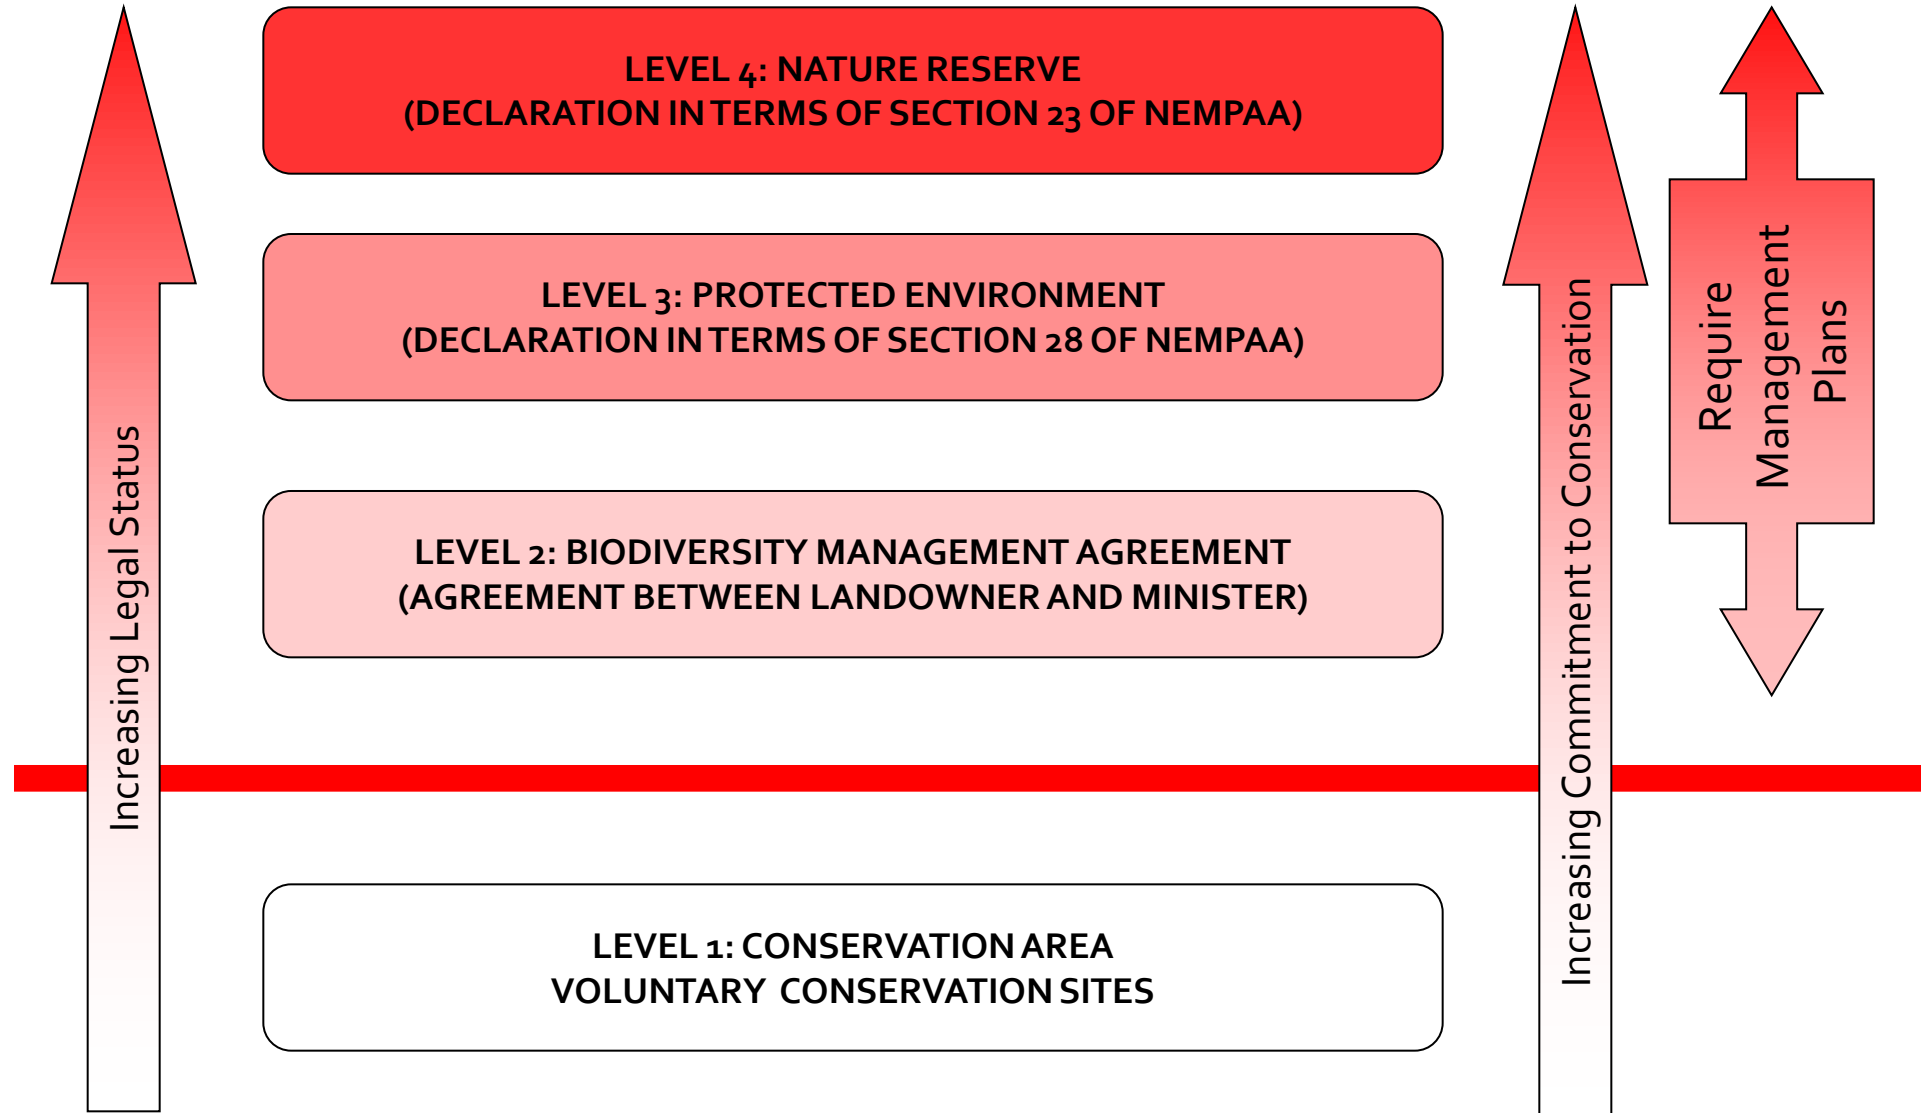 LEVEL 4: NATURE RESERVE
(DECLARATION IN TERMS OF SECTION 23 OF NEMPAA)
LEVEL 3: PROTECTED ENVIRONMENT
(DECLARATION IN TERMS OF SECTION 28 OF NEMPAA)
LEVEL 2: BIODIVERSITY MANAGEMENT AGREEMENT
(AGREEMENT BETWEEN LANDOWNER AND MINISTER)
LEVEL 1: CONSERVATION AREA
VOLUNTARY CONSERVATION SITES
Increasing Legal Status
Increasing Commitment to Conservation
Require
Management
Plans